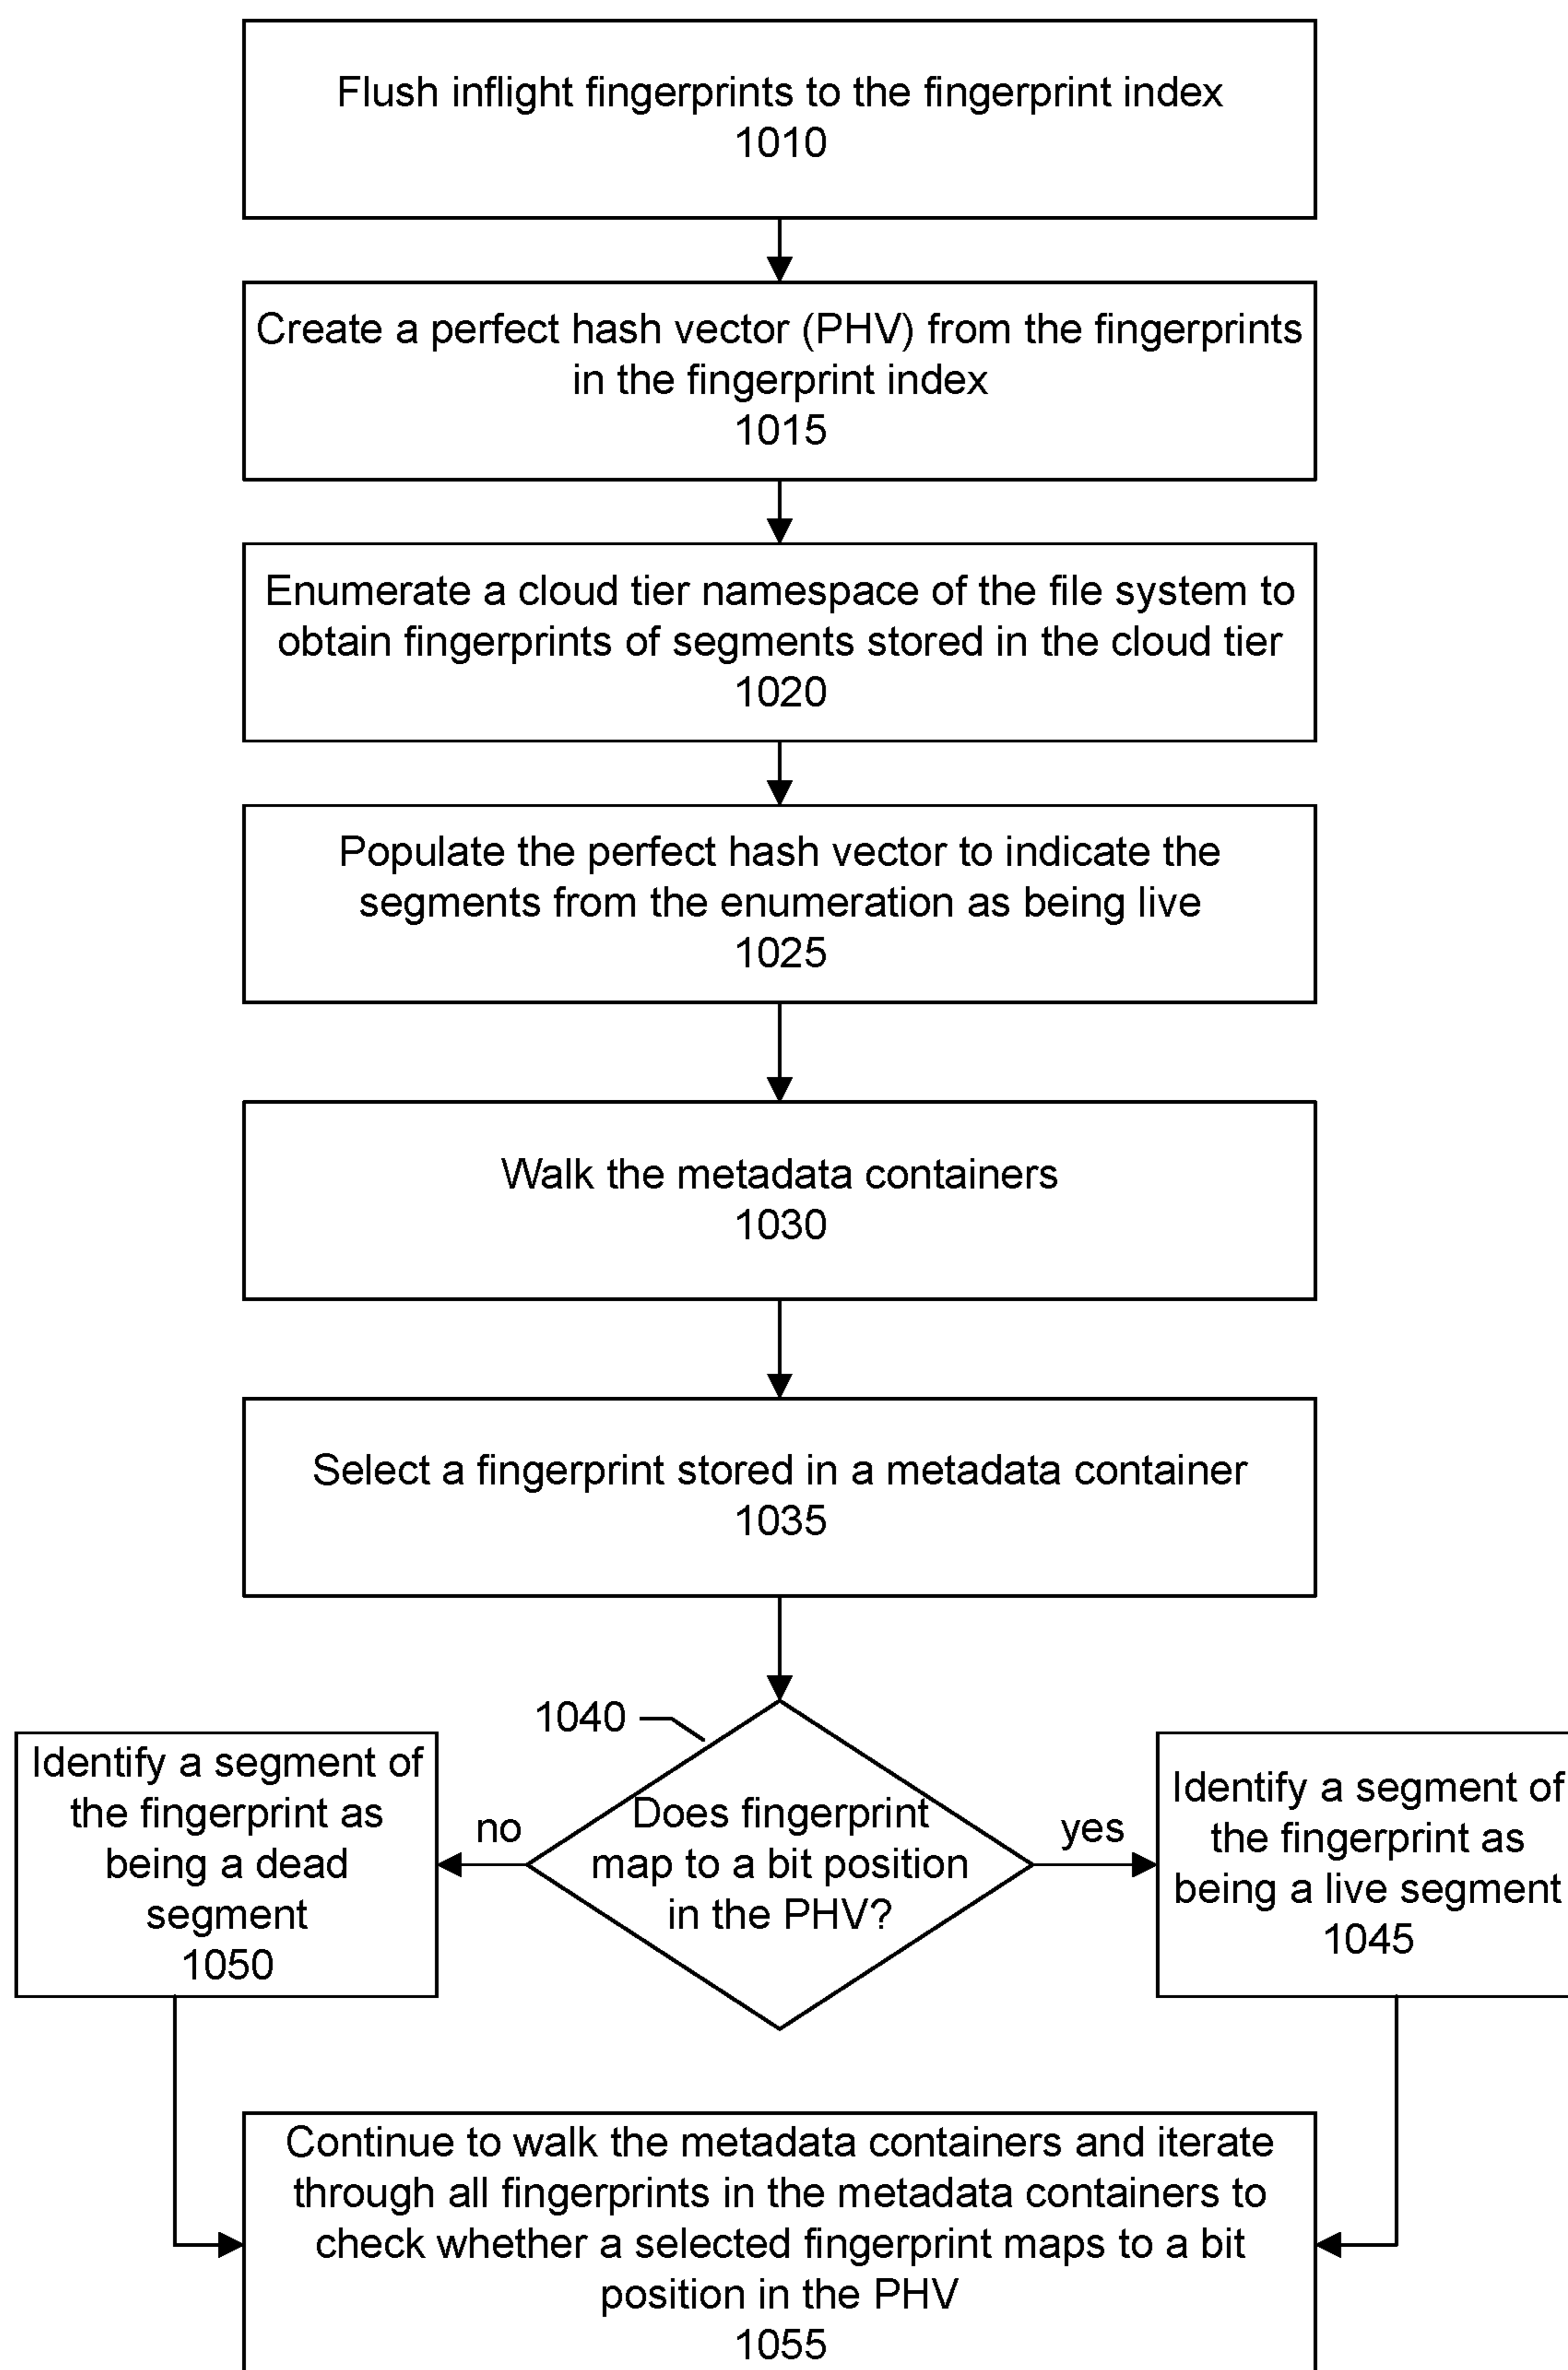 Flush inflight fingerprints to the fingerprint index
1010
Create a perfect hash vector (PHV) from the fingerprints
in the fingerprint index
1015
Enumerate a cloud tier namespace of the file system to
obtain fingerprints of segments stored in the cloud tier
1020
Populate the perfect hash vector to indicate the
segments from the enumeration as being live
1025
Walk the metadata containers
1030
Select a fingerprint stored in a metadata container
1035
1040
Does fingerprint
map to a bit position
in the PHV?
no
yes
Identify a segment of
the fingerprint as
being a dead
segment
1050
Identify a segment of
the fingerprint as
being a live segment
1045
Continue to walk the metadata containers and iterate
through all fingerprints in the metadata containers to
check whether a selected fingerprint maps to a bit
position in the PHV
1055